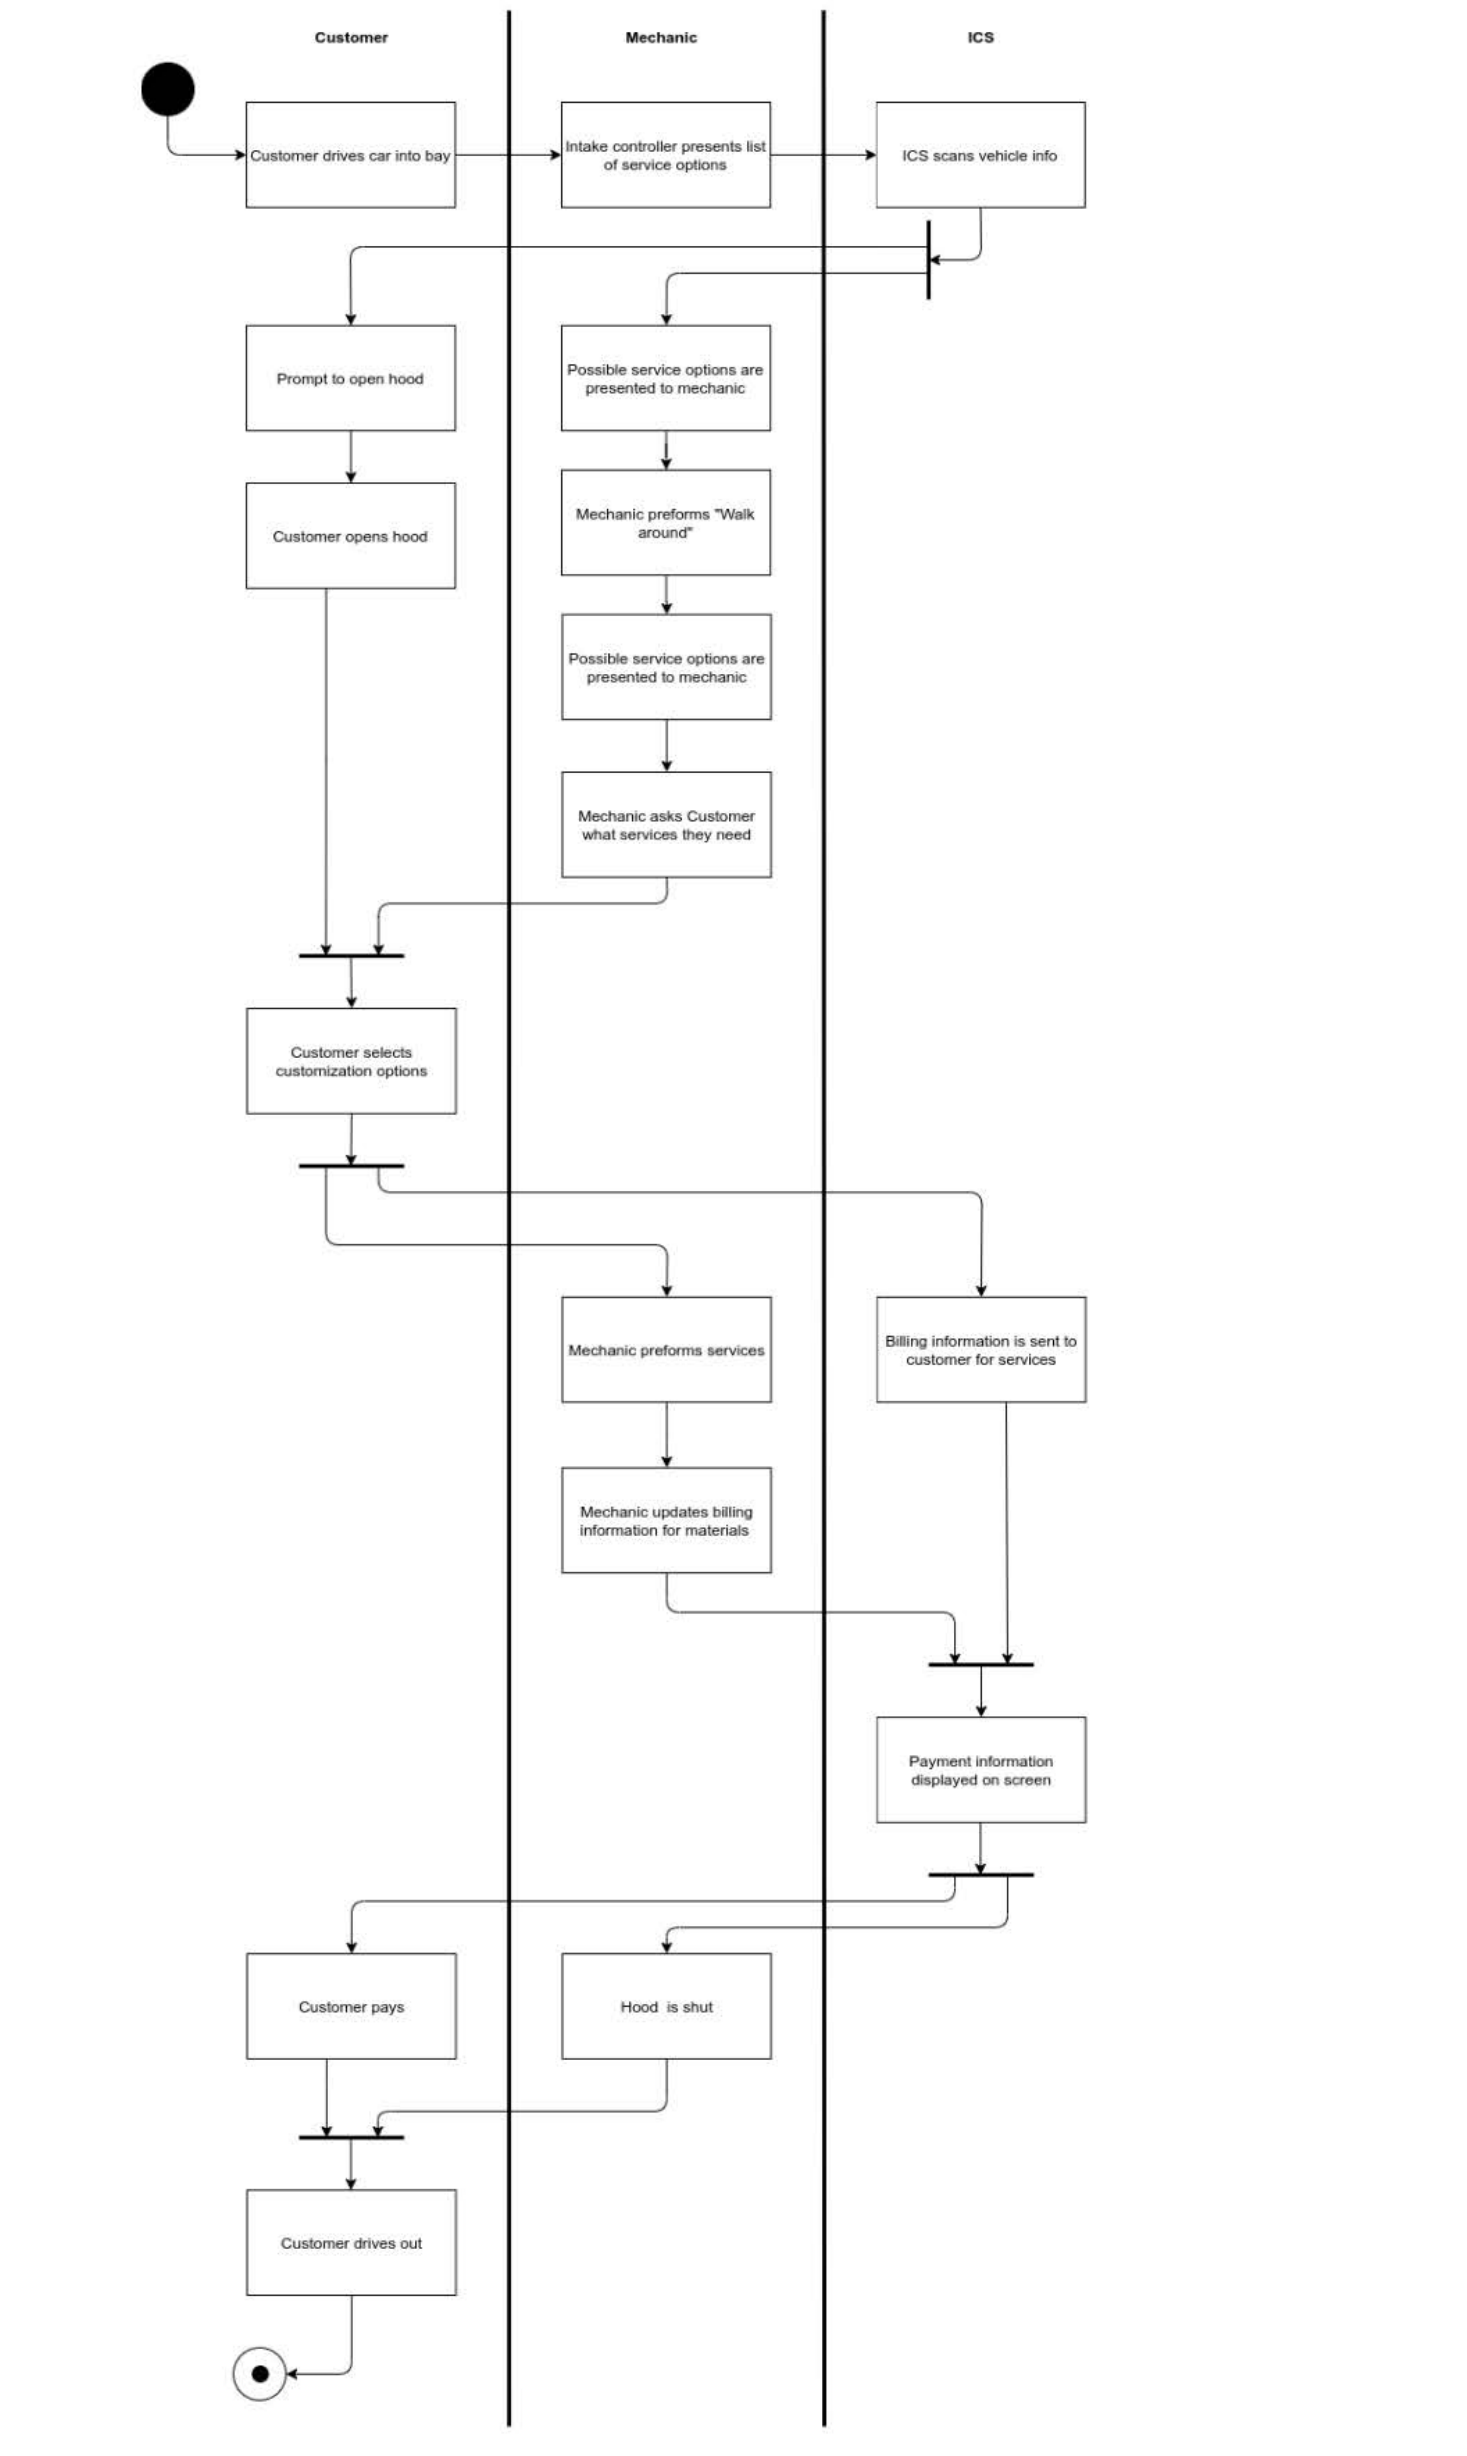 Customer
Mechanic
ICS
Customer drives car into bay
Intake controller presents list
of service options
ICS scans vehicle info
Prompt to open hood
Possible service options are
presented to mechanic
Customer opens hood
Mechanic preforms "Walk
around"
Possible service options are
presented to mechanic
Mechanic asks Customer
what services they need
Customer selects
customization options
Mechanic preforms services
Billing information is sent to
customer for services
Mechanic updates billing
information for materials
Payment information
displayed on screen
Customer pays
Hood is shut
Customer drives out